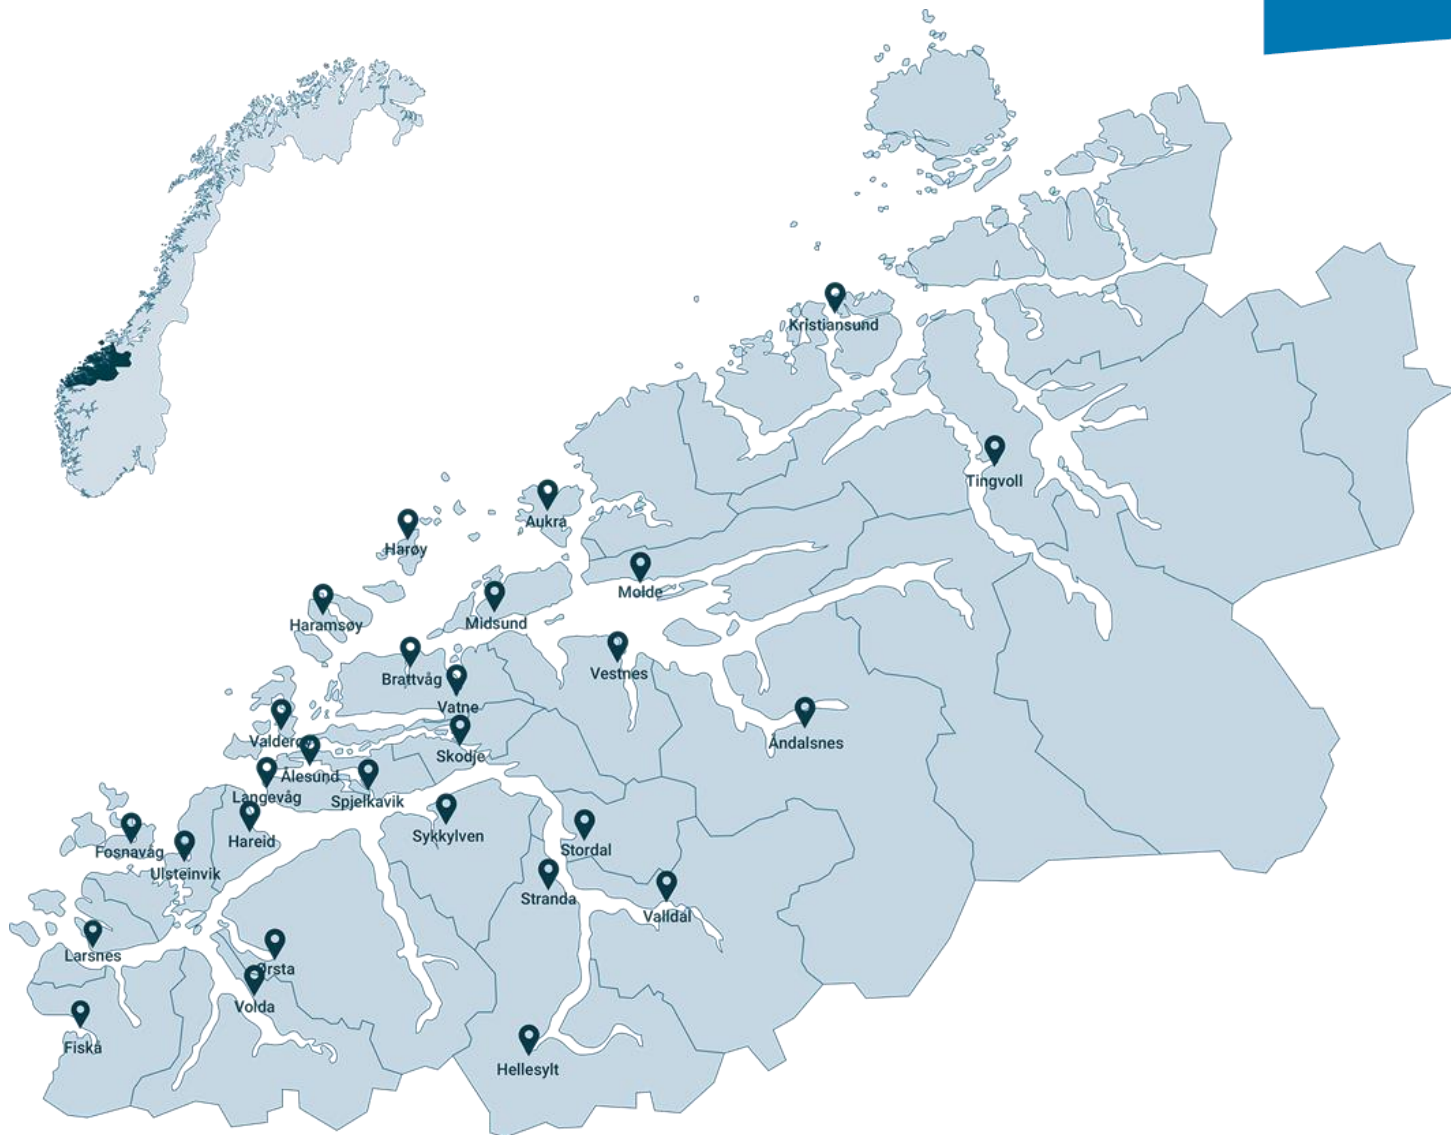 Kristiansund
Tingvoll
Aukra
Harøy
Molde
Midsund
Haramsøy
Vestnes
Brattvåg
Vatne
Valderøy
Åndalsnes
Skodje
Ålesund
Langevåg
Spjelkavik
Sykkylven
Hareid
Stordal
Fosnavåg
Ulsteinvik
Stranda
Valldal
Larsnes
Ørsta
Volda
Fiskå
Hellesylt